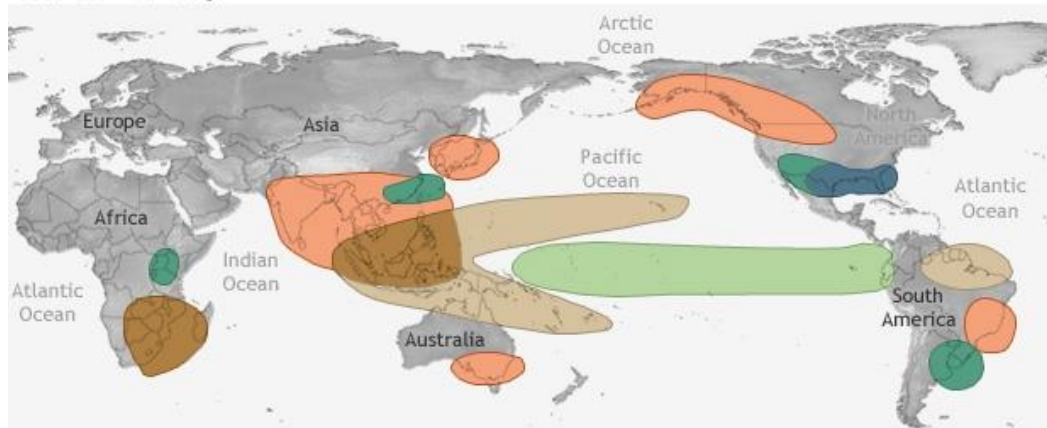 Arctic
Ocean
Europe
Asia
North
America
Pacific
Ocean
Atlantic
Ocean
Africa
Indian
Ocean
Atlantic
Ocean
South
America
Australia